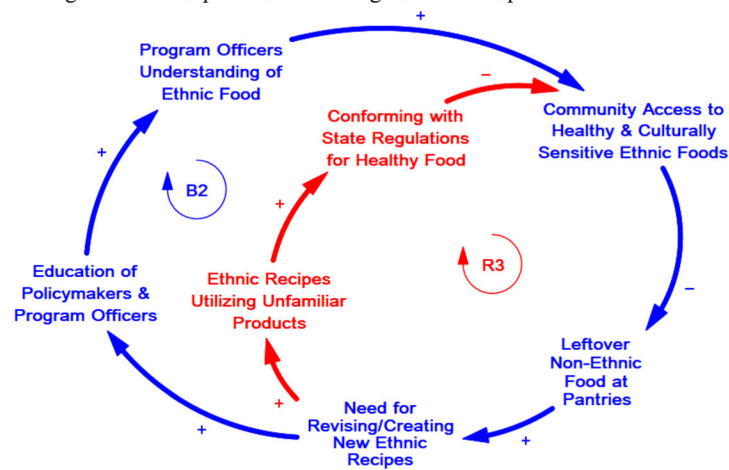 +
Program Officers
Understanding of
Ethnic Food
−
Conforming with
State Regulations
for Healthy Food
Community Access to
Healthy & Culturally
Sensitive Ethnic Foods
+
B2
+
R3
Education of
Policymakers &
Program Officers
Ethnic Recipes
Utilizing Unfamiliar
Products
−
Leftover
Non-Ethnic
Food at
Pantries
+
+
+
Need for
Revising/Creating
New Ethnic
Recipes